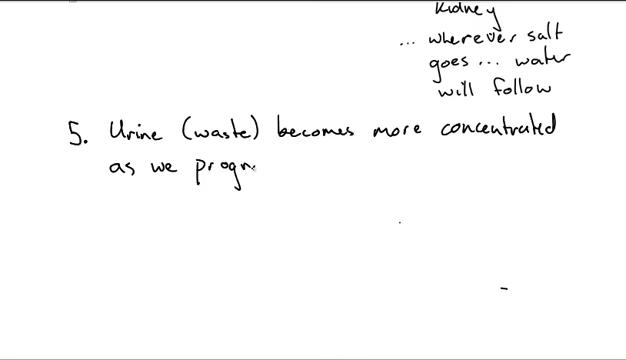 Kidney
... wherever salt
goes ... water
will follow
5. Urine (waste) becomes more concentrated
as we progr